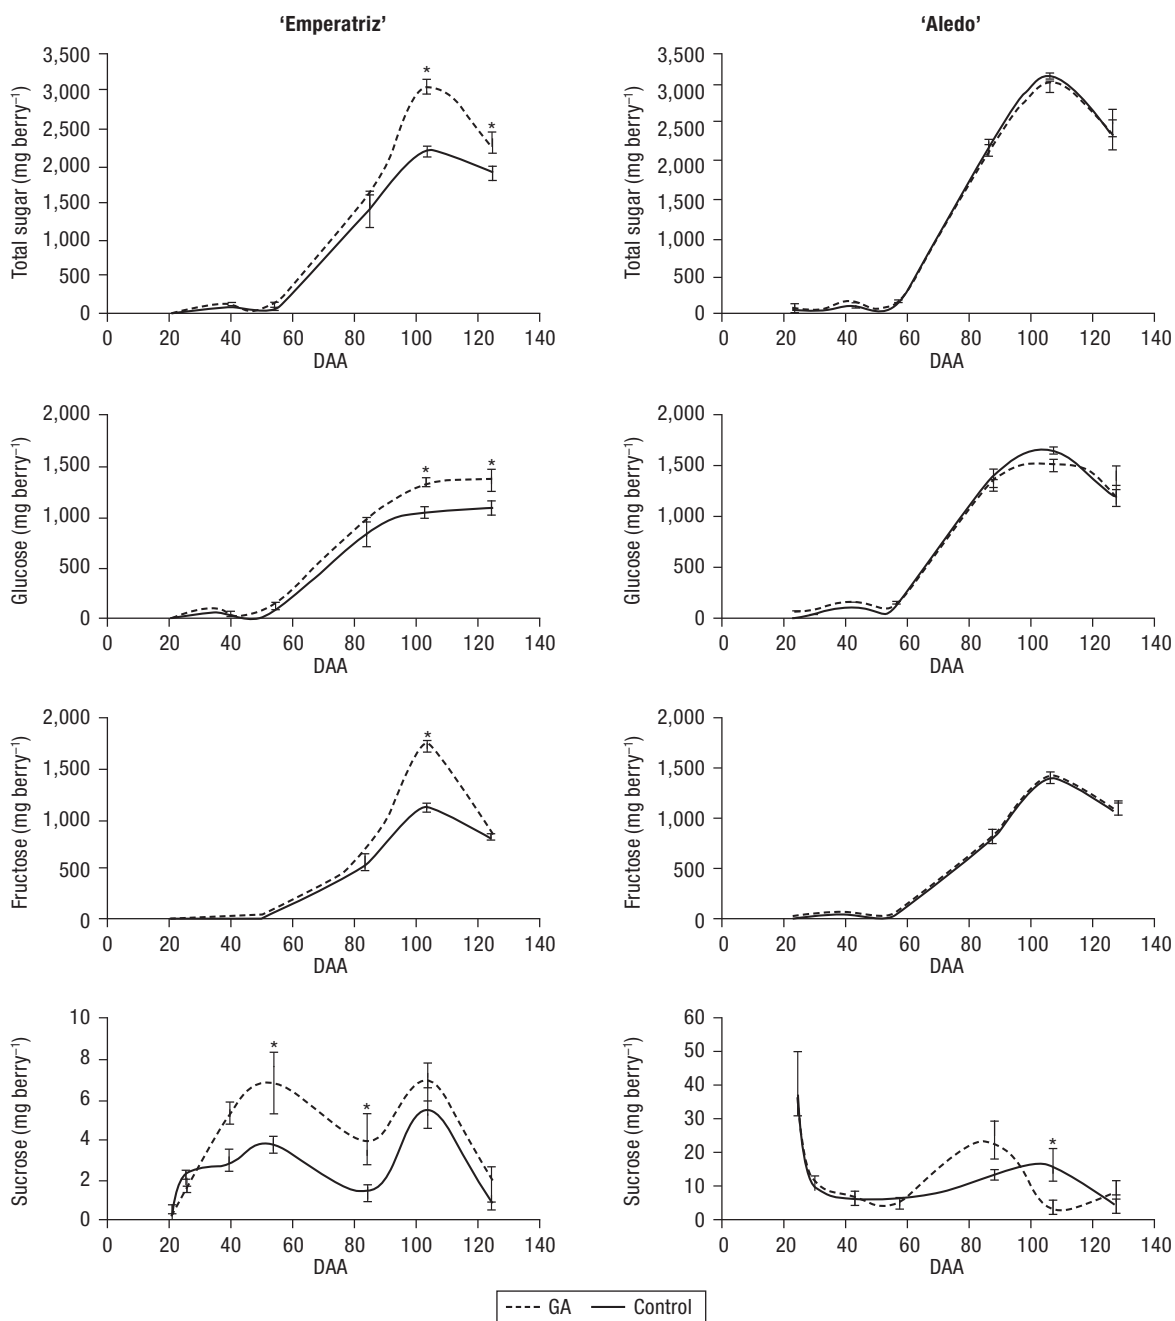 'Emperatriz'
'Aledo'
Total sugar (mg berry⁻¹)
3,500
3,000
2,500
2,000
1,500
1,000
500
0
*
*
0 20 40 60 80 100 120 140
DAA
Total sugar (mg berry⁻¹)
3,500
3,000
2,500
2,000
1,500
1,000
500
0
0 20 40 60 80 100 120 140
DAA
Glucose (mg berry⁻¹)
2,000
1,500
1,000
500
0
* *
0 20 40 60 80 100 120 140
DAA
Glucose (mg berry⁻¹)
2,000
1,500
1,000
500
0
0 20 40 60 80 100 120 140
DAA
Fructose (mg berry⁻¹)
2,000
1,500
1,000
500
0
*
0 20 40 60 80 100 120 140
DAA
Fructose (mg berry⁻¹)
2,000
1,500
1,000
500
0
0 20 40 60 80 100 120 140
DAA
Sucrose (mg berry⁻¹)
10
8
6
4
2
0
*
*
0 20 40 60 80 100 120 140
DAA
Sucrose (mg berry⁻¹)
60
50
40
30
20
10
0
*
0 20 40 60 80 100 120 140
DAA
GA Control